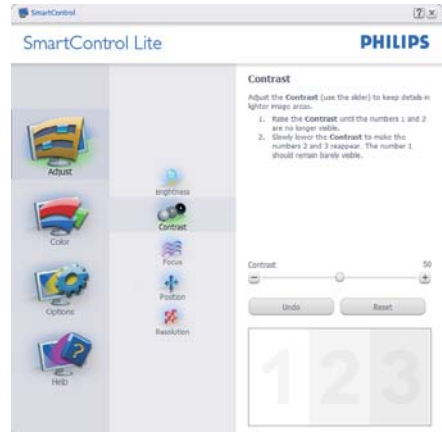 SmartControl
SmartControl Lite
PHILIPS
Adjust
Color
Options
Help
Brightness
Contrast
Focus
Position
Resolution
Contrast
Adjust the Contrast (use the slider) to keep details in
lighter image areas.
1. Raise the Contrast until the numbers 1 and 2
are no longer visible.
2. Slowly lower the Contrast to make the
numbers 2 and 3 reappear. The number 1
should remain barely visible.
Contrast
50
Undo
Reset
1 2 3